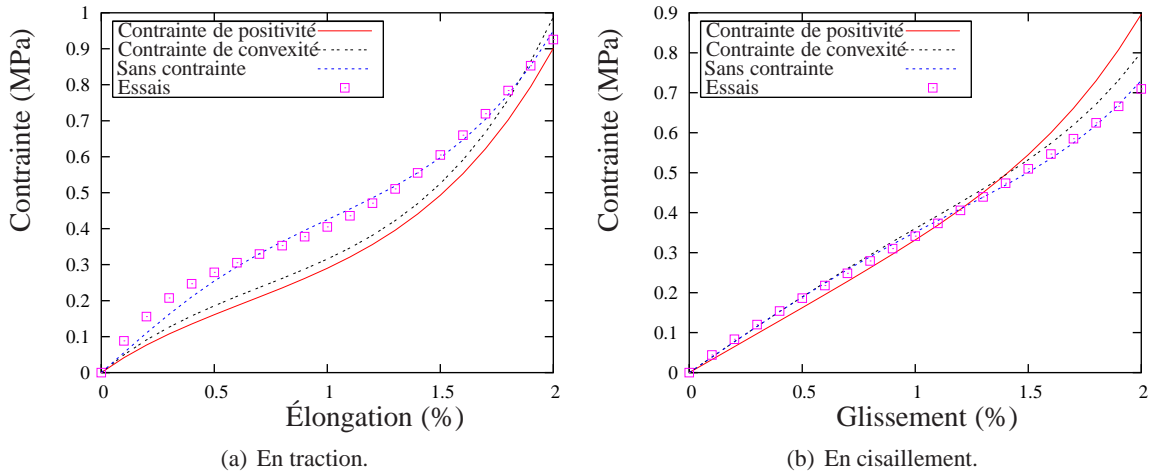 Contrainte (MPa)
1
0.9
0.8
0.7
0.6
0.5
0.4
0.3
0.2
0.1
0
Contrainte de positivité
Contrainte de convexité
Sans contrainte
Essais
0 0.5 1 1.5 2
Élongation (%)
(a) En traction.
Contrainte (MPa)
0.9
0.8
0.7
0.6
0.5
0.4
0.3
0.2
0.1
0
Contrainte de positivité
Contrainte de convexité
Sans contrainte
Essais
0 0.5 1 1.5 2
Glissement (%)
(b) En cisaillement.